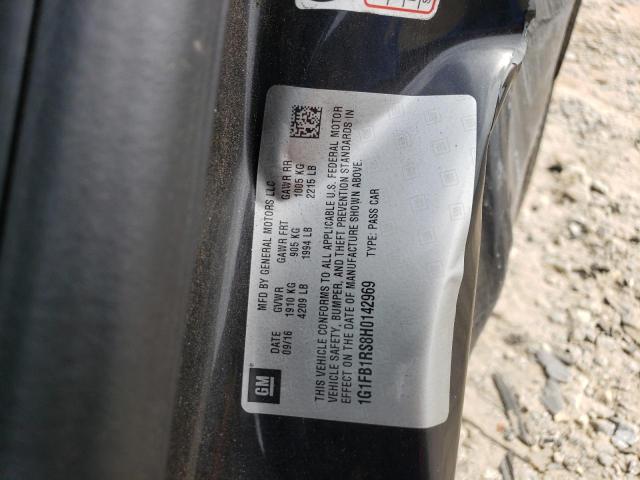 MFD BY GENERAL MOTORS LLC
DATE GVWR GAWR FRT GAWR RR
09/16 1910 KG 905 KG 1005 KG
4209 LB 1994 LB 2215 LB
THIS VEHICLE CONFORMS TO ALL APPLICABLE U.S. FEDERAL MOTOR
VEHICLE SAFETY, BUMPER, AND THEFT PREVENTION STANDARDS IN
EFFECT ON THE DATE OF MANUFACTURE SHOWN ABOVE.
1G1FB1RS8H0142969 TYPE: PASS CAR
GM